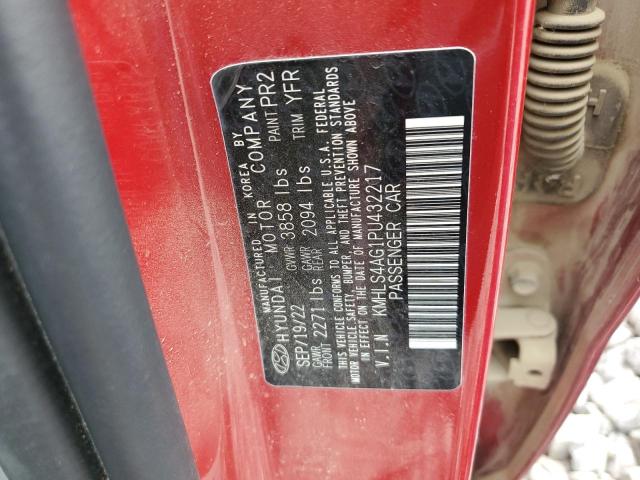 MANUFACTURED IN KOREA BY
HYUNDAI MOTOR COMPANY
SEP/19/22 GVWR 3858 lbs PAINT PR2
GAWR FRONT 2271 lbs GAWR REAR 2094 lbs TRIM YFR
THIS VEHICLE CONFORMS TO ALL APPLICABLE U.S.A. FEDERAL
MOTOR VEHICLE SAFETY, BUMPER, AND THEFT PREVENTION STANDARDS
IN EFFECT ON THE DATE OF MANUFACTURE SHOWN ABOVE
V.I.N KMHLS4AG1PU432217
PASSENGER CAR